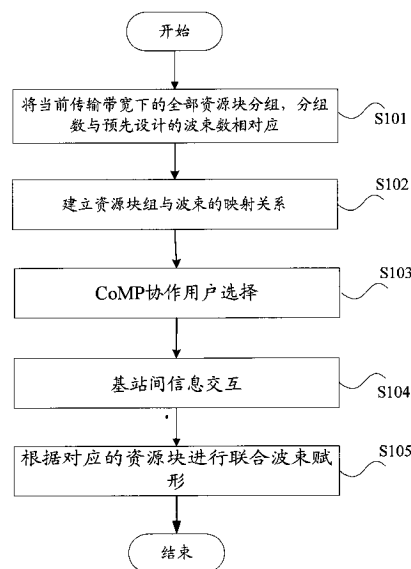 开始
将当前传输带宽下的全部资源块分组，分组
数与预先设计的波束数相对应
S101
建立资源块组与波束的映射关系
S102
CoMP协作用户选择
S103
基站间信息交互
S104
根据对应的资源块进行联合波束赋
形
S105
结束